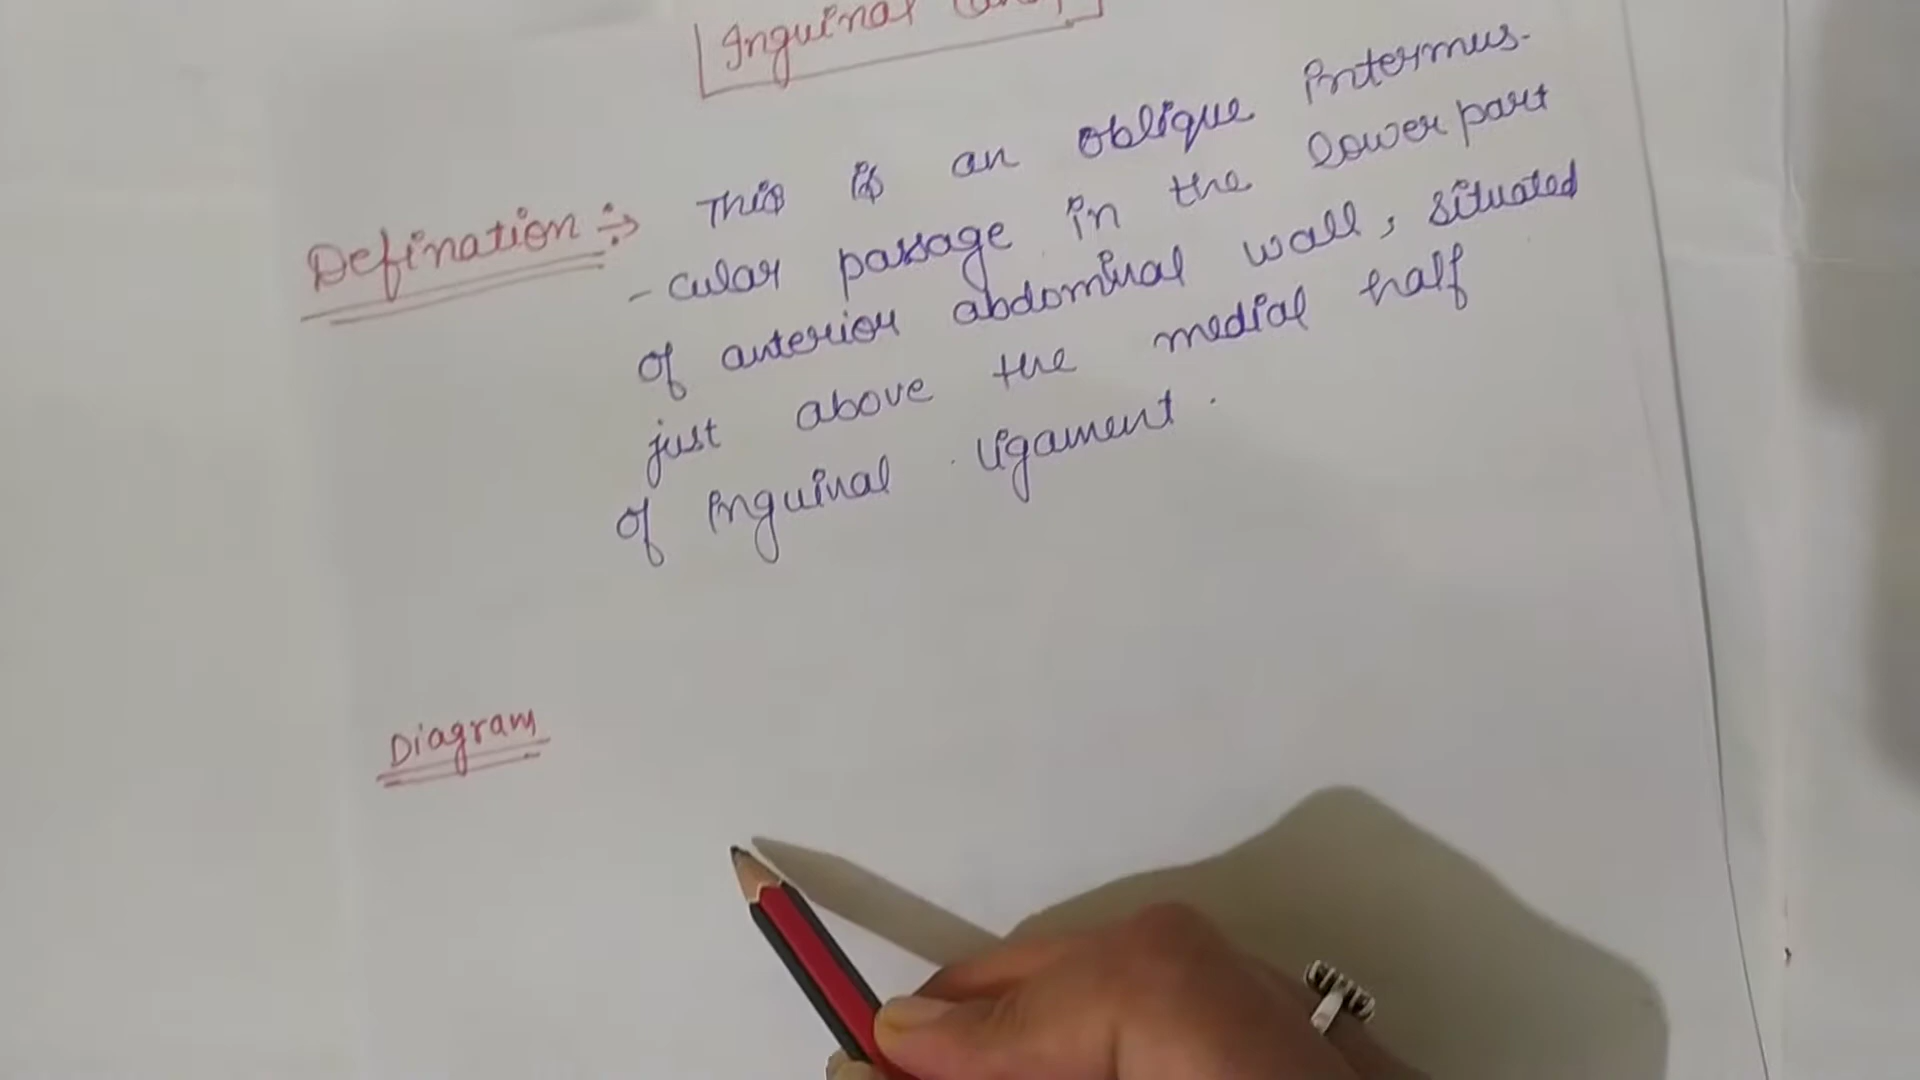 Inguinal
Defination :→ This is an oblique intermus-
-cular passage in the lower part
of anterior abdominal wall, situated
just above the medial half
of inguinal ligament.
Diagram